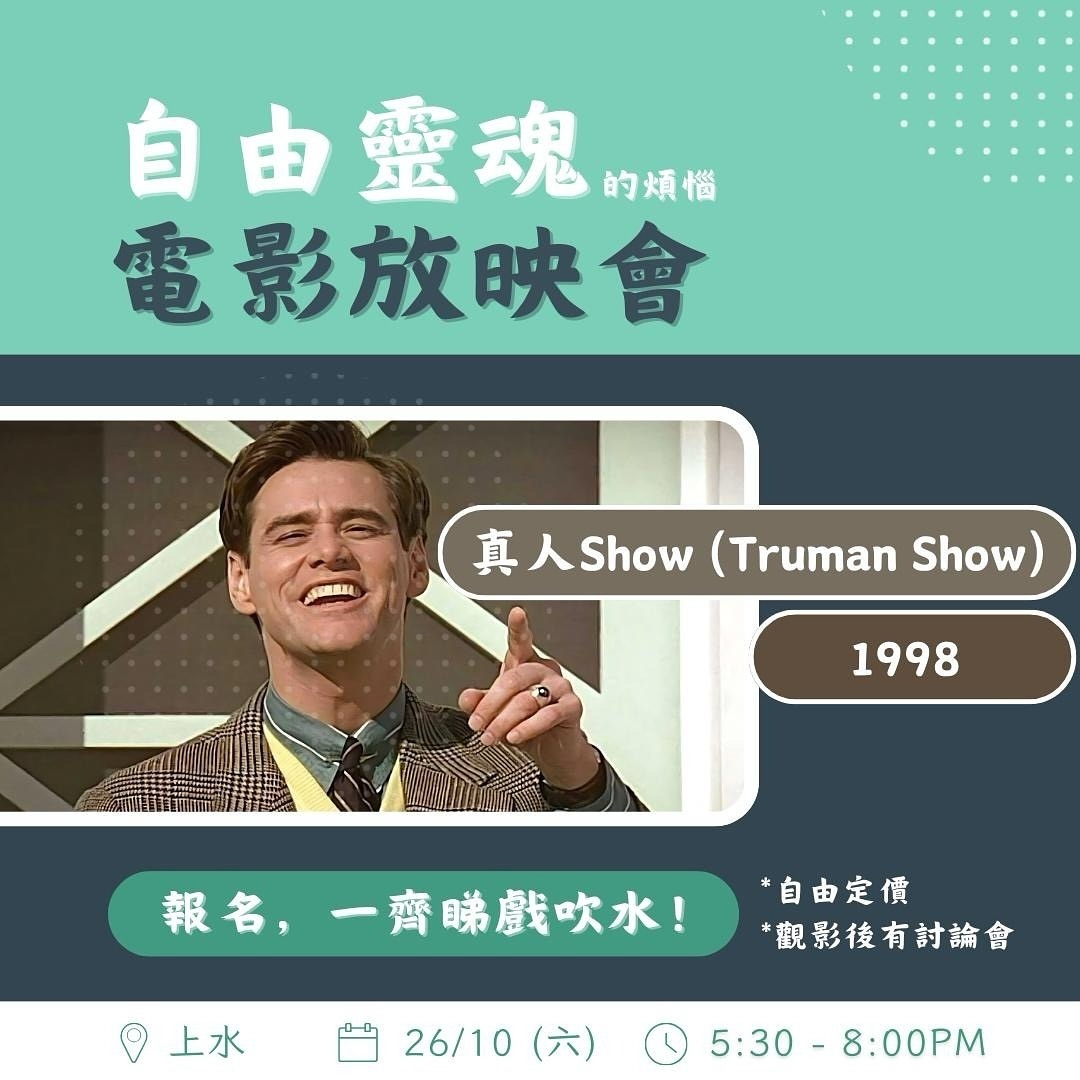 自由靈魂的煩惱
電影放映會
真人Show (Truman Show)
1998
報名，一齊睇戲吹水！
*自由定價
*觀影後有討論會
上水
26/10 (六)
5:30 - 8:00PM